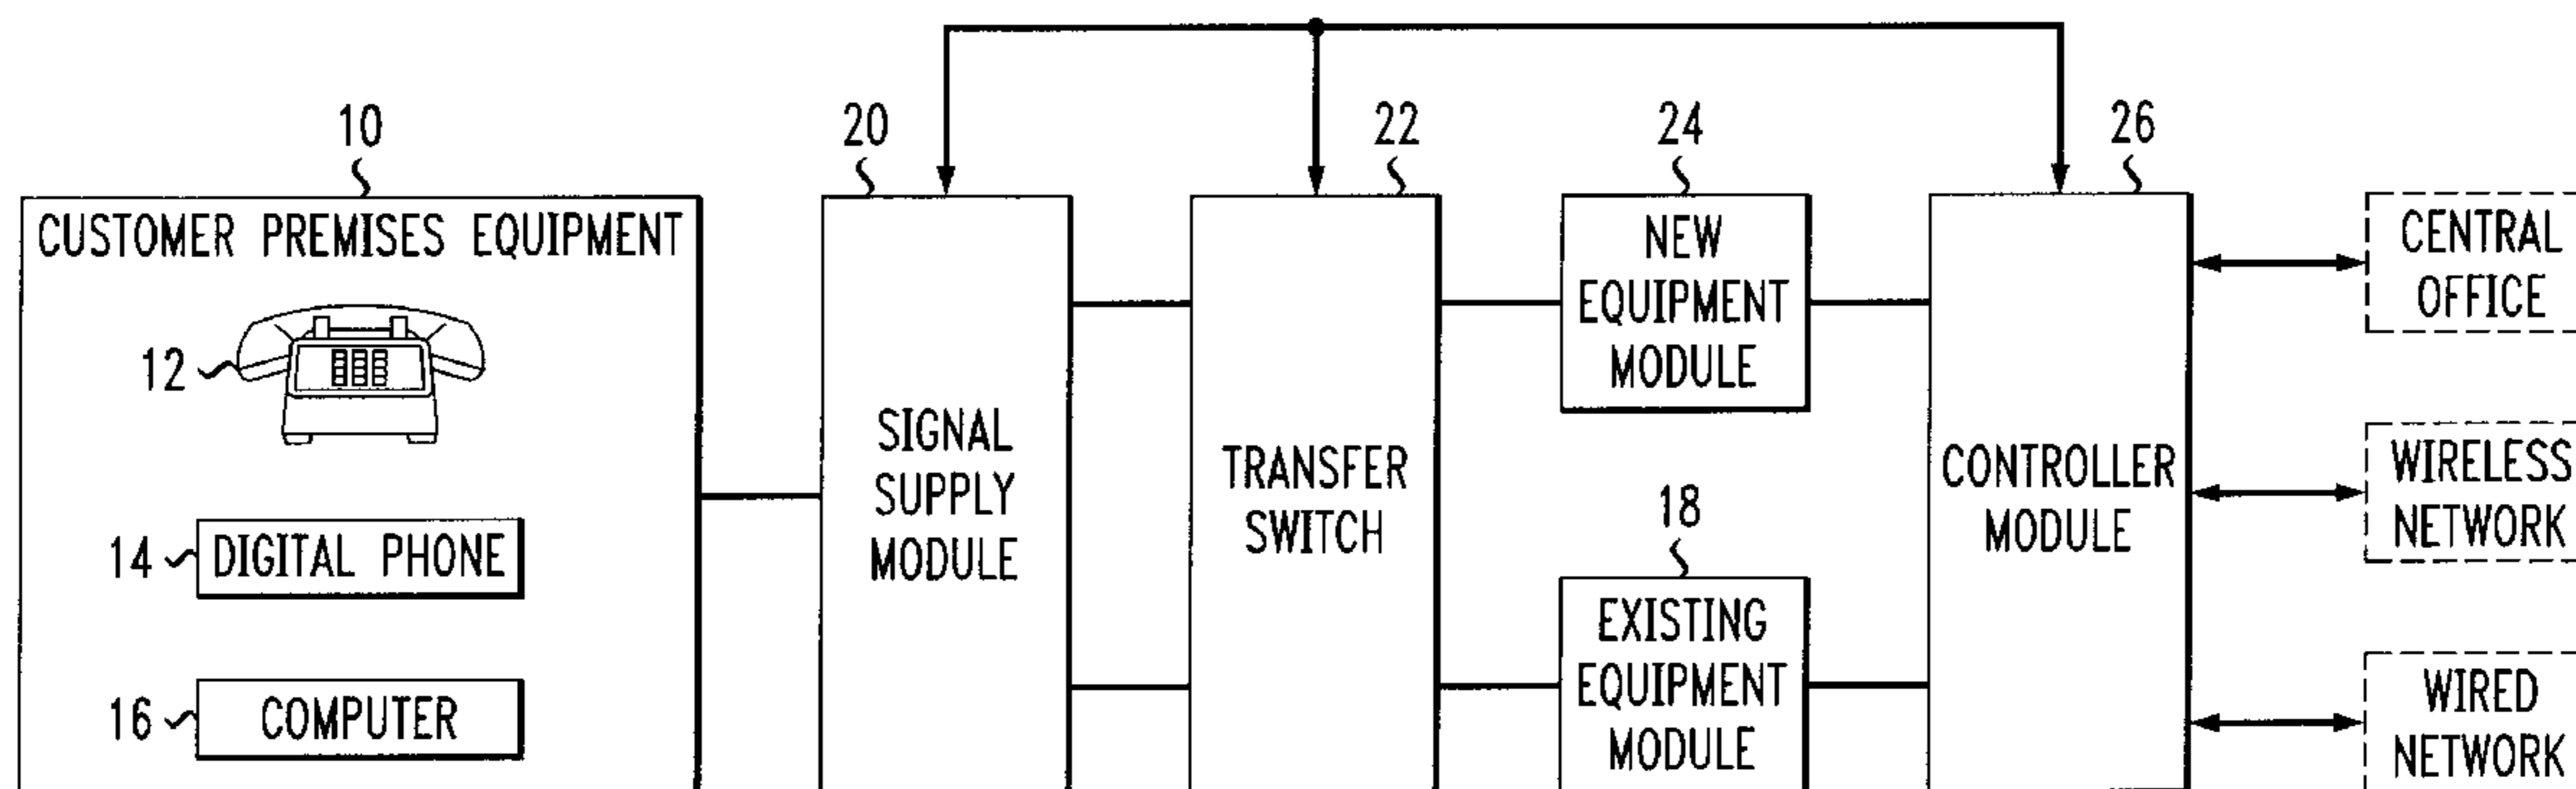 10
20
22
24
26
CUSTOMER PREMISES EQUIPMENT
12
14
DIGITAL PHONE
16
COMPUTER
SIGNAL
SUPPLY
MODULE
TRANSFER
SWITCH
NEW
EQUIPMENT
MODULE
18
EXISTING
EQUIPMENT
MODULE
CONTROLLER
MODULE
CENTRAL
OFFICE
WIRELESS
NETWORK
WIRED
NETWORK